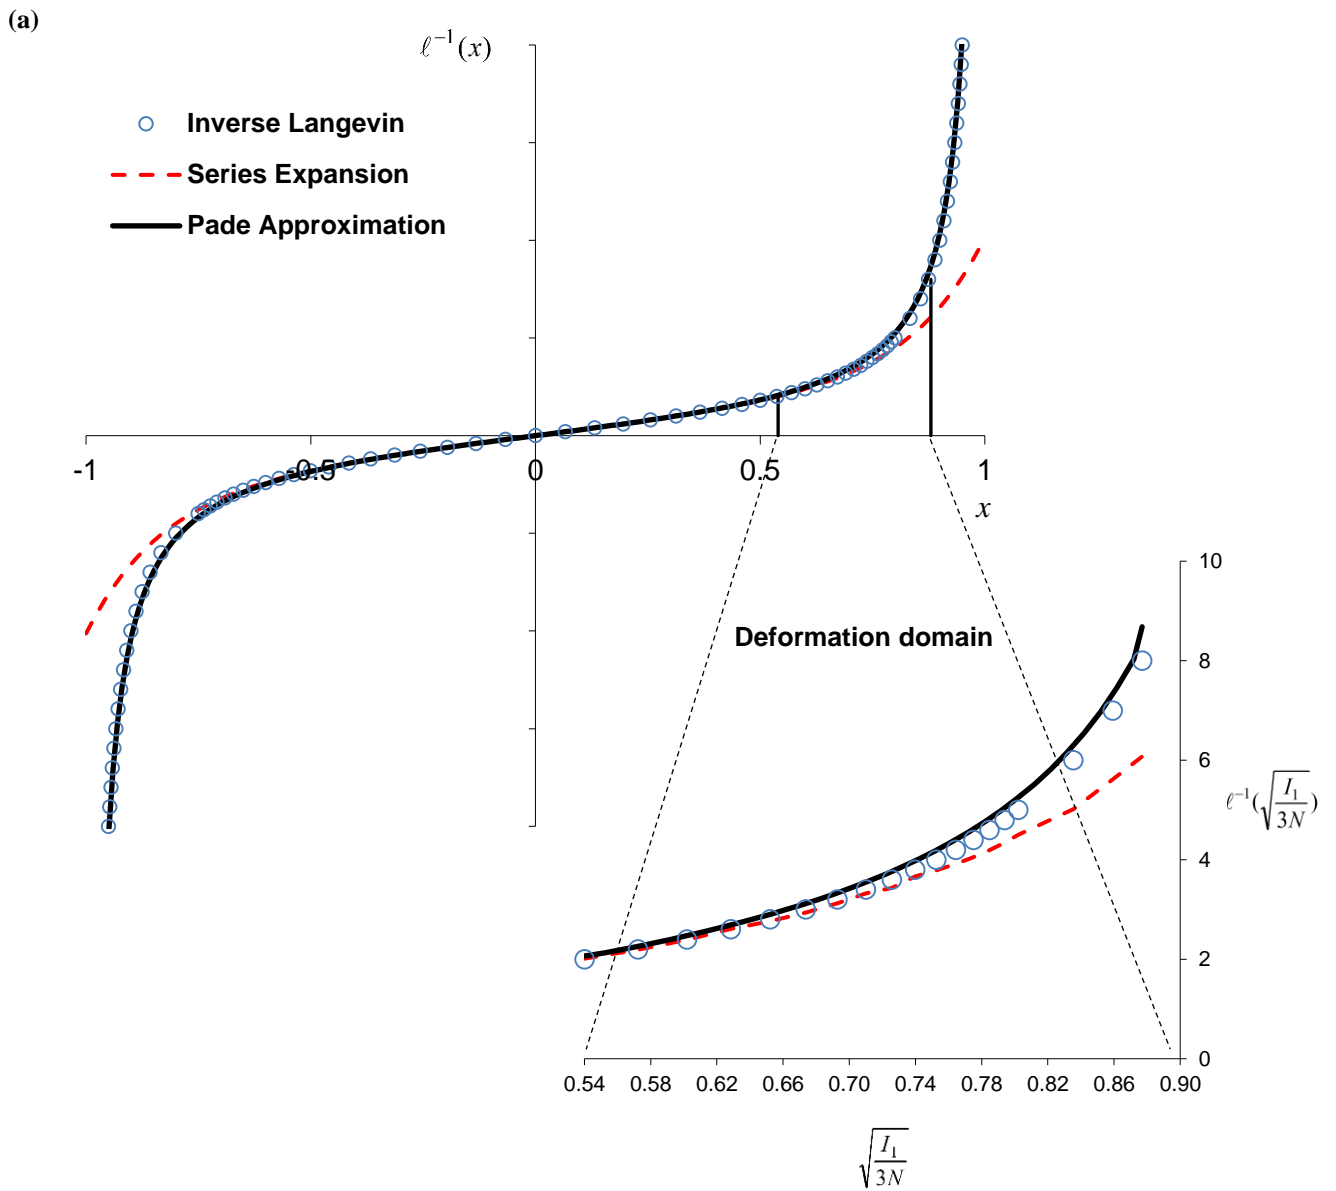 (a)
ℓ⁻¹(x)
Inverse Langevin
Series Expansion
Pade Approximation
-1 -0.5 0 0.5 1
x
Deformation domain
10
8
6
ℓ⁻¹(√(I₁/3N))
4
2
0
0.54 0.58 0.62 0.66 0.70 0.74 0.78 0.82 0.86 0.90
√(I₁/3N)